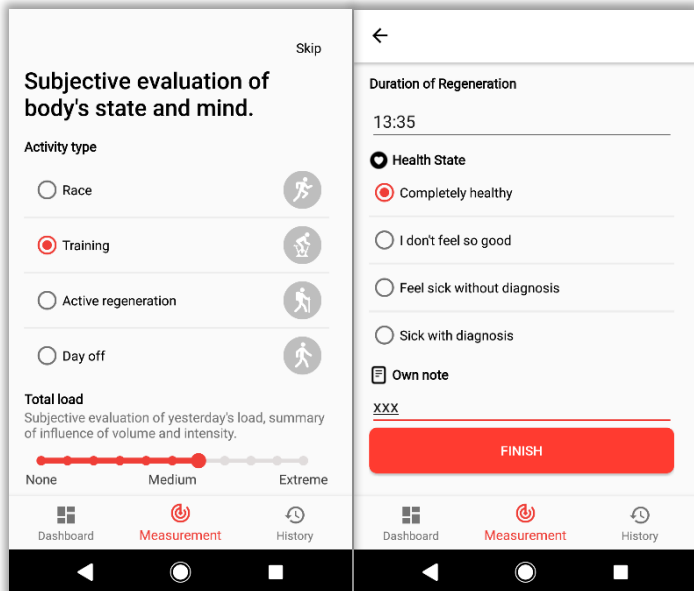 Skip
Subjective evaluation of
body's state and mind.
Activity type
Race
Training
Active regeneration
Day off
Total load
Subjective evaluation of yesterday's load, summary
of influence of volume and intensity.
None Medium Extreme
Dashboard Measurement History
Duration of Regeneration
13:35
Health State
Completely healthy
I don't feel so good
Feel sick without diagnosis
Sick with diagnosis
Own note
xxx
FINISH
Dashboard Measurement History